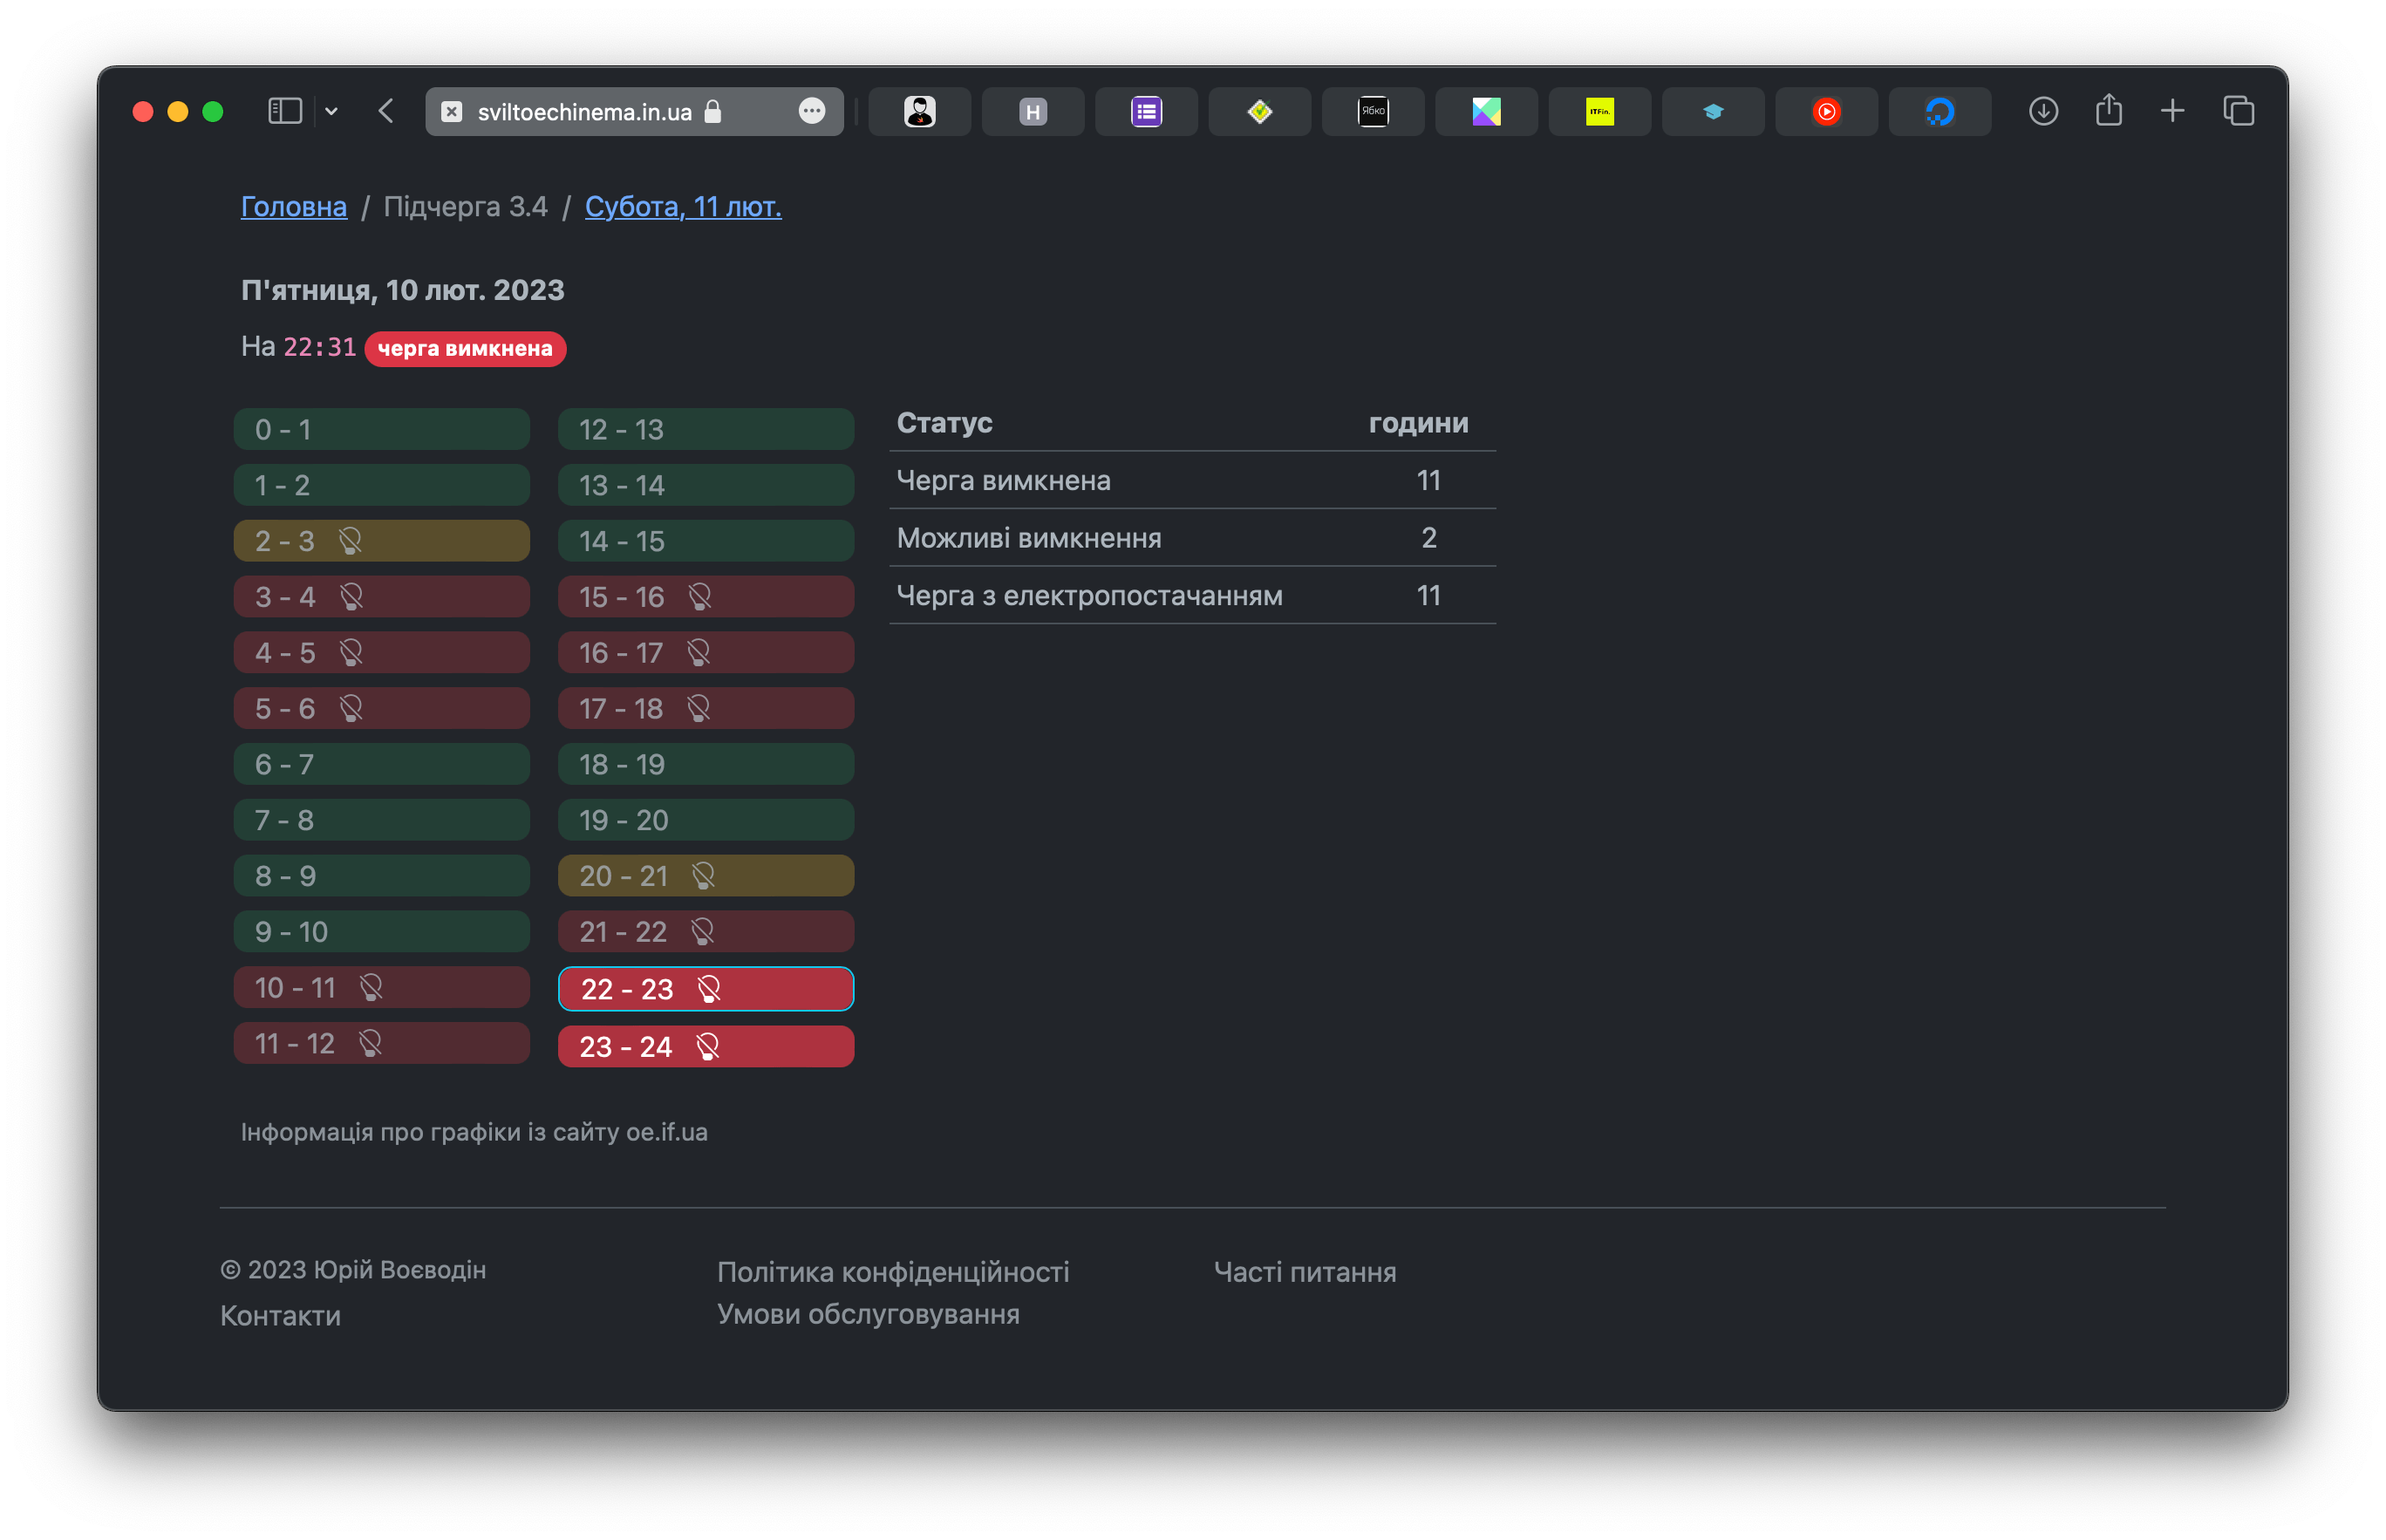 sviltoechinema.in.ua
H
Ябко
ITFin.
Головна / Підчерга 3.4 / Субота, 11 лют.
П'ятниця, 10 лют. 2023
На 22:31 черга вимкнена
0 - 1
1 - 2
2 - 3
3 - 4
4 - 5
5 - 6
6 - 7
7 - 8
8 - 9
9 - 10
10 - 11
11 - 12
12 - 13
13 - 14
14 - 15
15 - 16
16 - 17
17 - 18
18 - 19
19 - 20
20 - 21
21 - 22
22 - 23
23 - 24
Статус години
Черга вимкнена 11
Можливі вимкнення 2
Черга з електропостачанням 11
Інформація про графіки із сайту oe.if.ua
© 2023 Юрій Воєводін
Контакти
Політика конфіденційності
Умови обслуговування
Часті питання